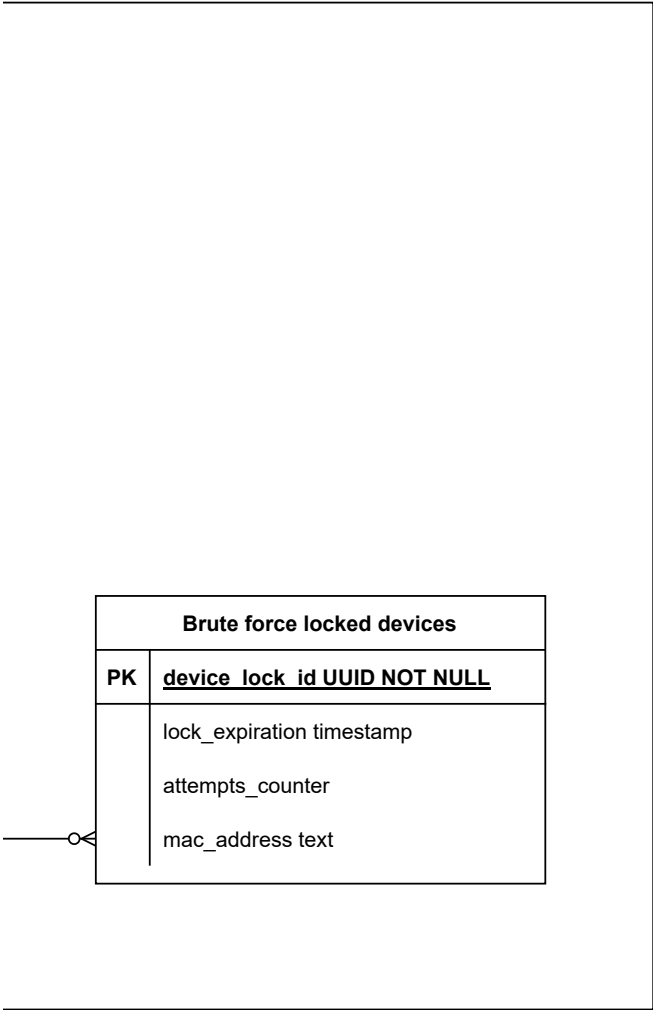 Brute force locked devices
PK device_lock_id UUID NOT NULL
lock_expiration timestamp
attempts_counter
mac_address text